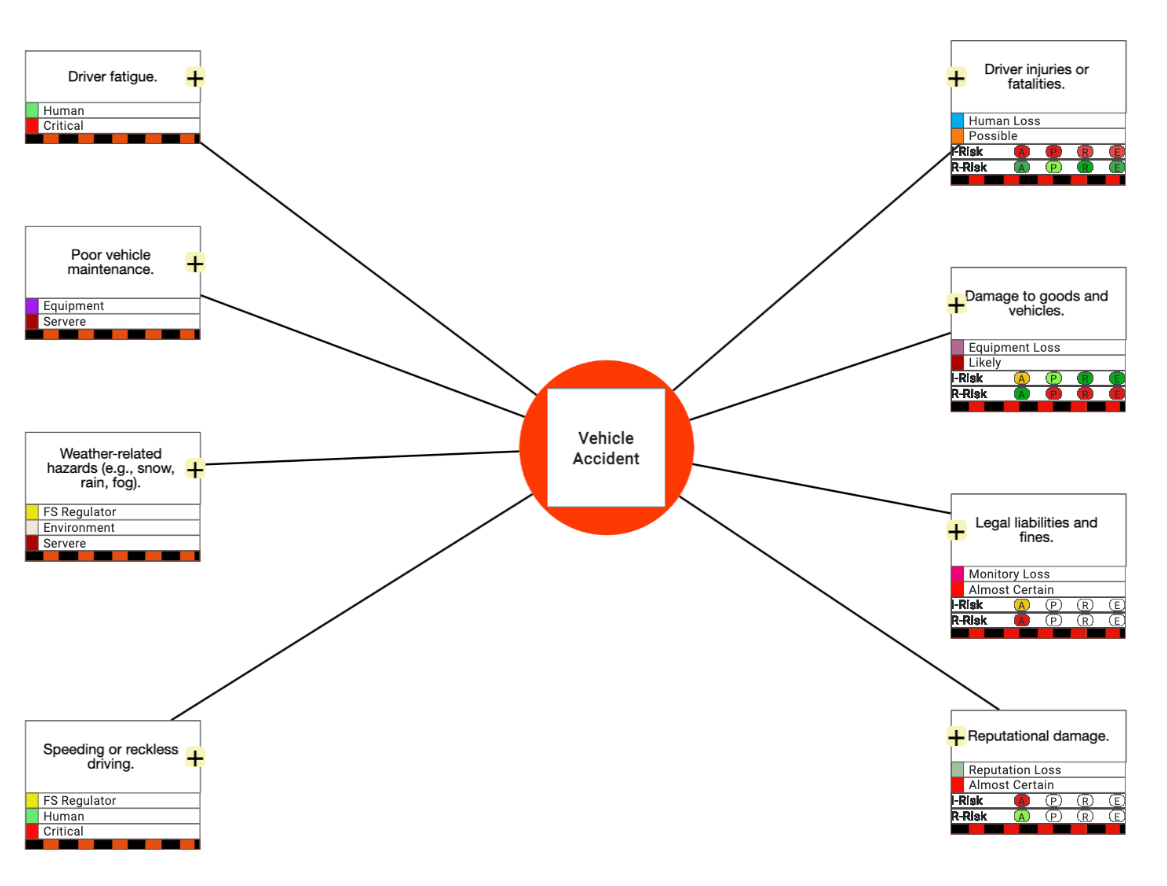 Driver fatigue.
Human
Critical
Poor vehicle
maintenance.
Equipment
Servere
Weather-related
hazards (e.g., snow,
rain, fog).
FS Regulator
Environment
Servere
Speeding or reckless
driving.
FS Regulator
Human
Critical
Vehicle
Accident
Driver injuries or
fatalities.
Human Loss
Possible
I-Risk A P R E
R-Risk A P R E
Damage to goods and
vehicles.
Equipment Loss
Likely
I-Risk A P R E
R-Risk A P R E
Legal liabilities and
fines.
Monitory Loss
Almost Certain
I-Risk A P R E
R-Risk A P R E
Reputational damage.
Reputation Loss
Almost Certain
I-Risk A P R E
R-Risk A P R E